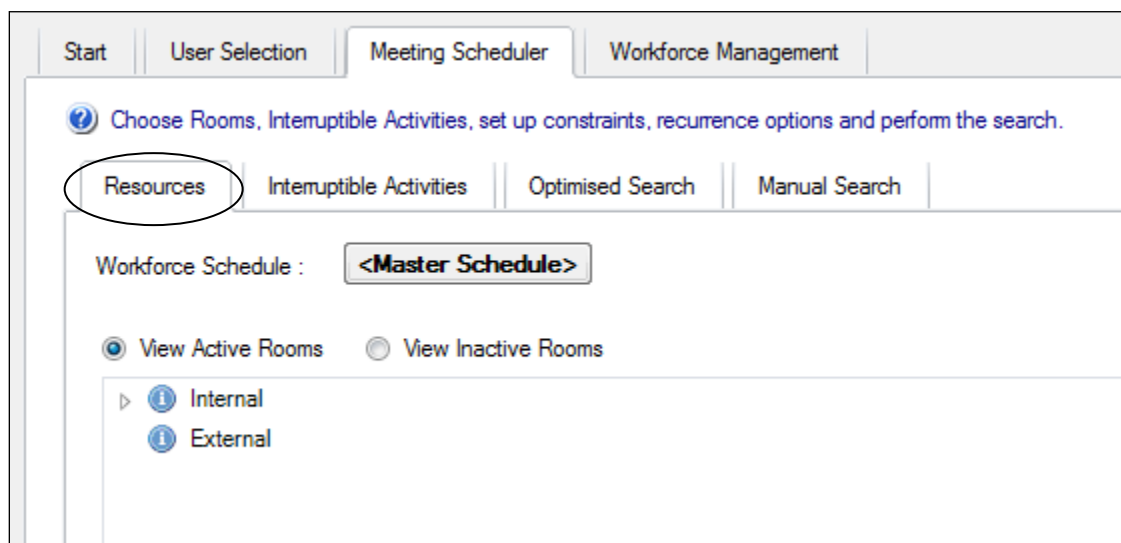 Start User Selection Meeting Scheduler Workforce Management
Choose Rooms, Interruptible Activities, set up constraints, recurrence options and perform the search.
Resources Interruptible Activities Optimised Search Manual Search
Workforce Schedule : <Master Schedule>
View Active Rooms View Inactive Rooms
Internal
External